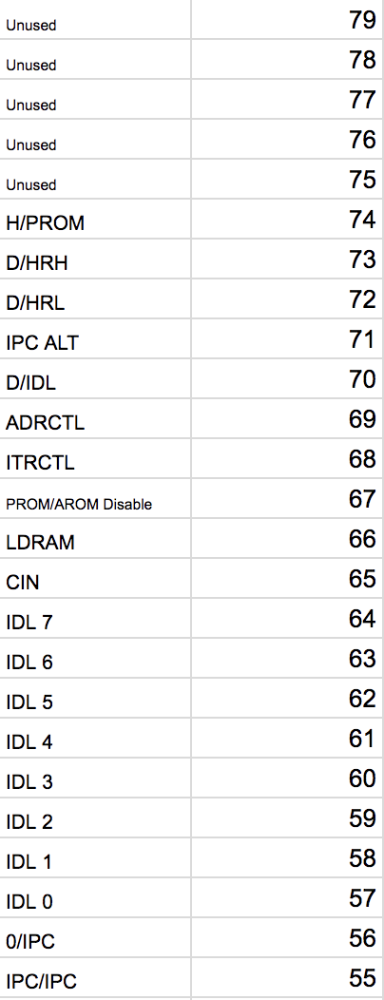 Unused 79
Unused 78
Unused 77
Unused 76
Unused 75
H/PROM 74
D/HRH 73
D/HRL 72
IPC ALT 71
D/IDL 70
ADRCTL 69
ITRCTL 68
PROM/AROM Disable 67
LDRAM 66
CIN 65
IDL 7 64
IDL 6 63
IDL 5 62
IDL 4 61
IDL 3 60
IDL 2 59
IDL 1 58
IDL 0 57
0/IPC 56
IPC/IPC 55